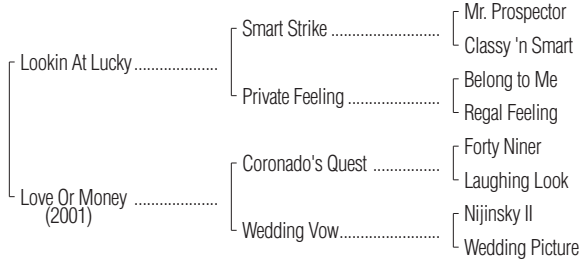 Mr. Prospector
Smart Strike ........................
Classy 'n Smart
Lookin At Lucky ....................
Belong to Me
Private Feeling ....................
Regal Feeling
Forty Niner
Coronado's Quest ...............
Laughing Look
Love Or Money ....................
(2001)
Nijinsky II
Wedding Vow......................
Wedding Picture